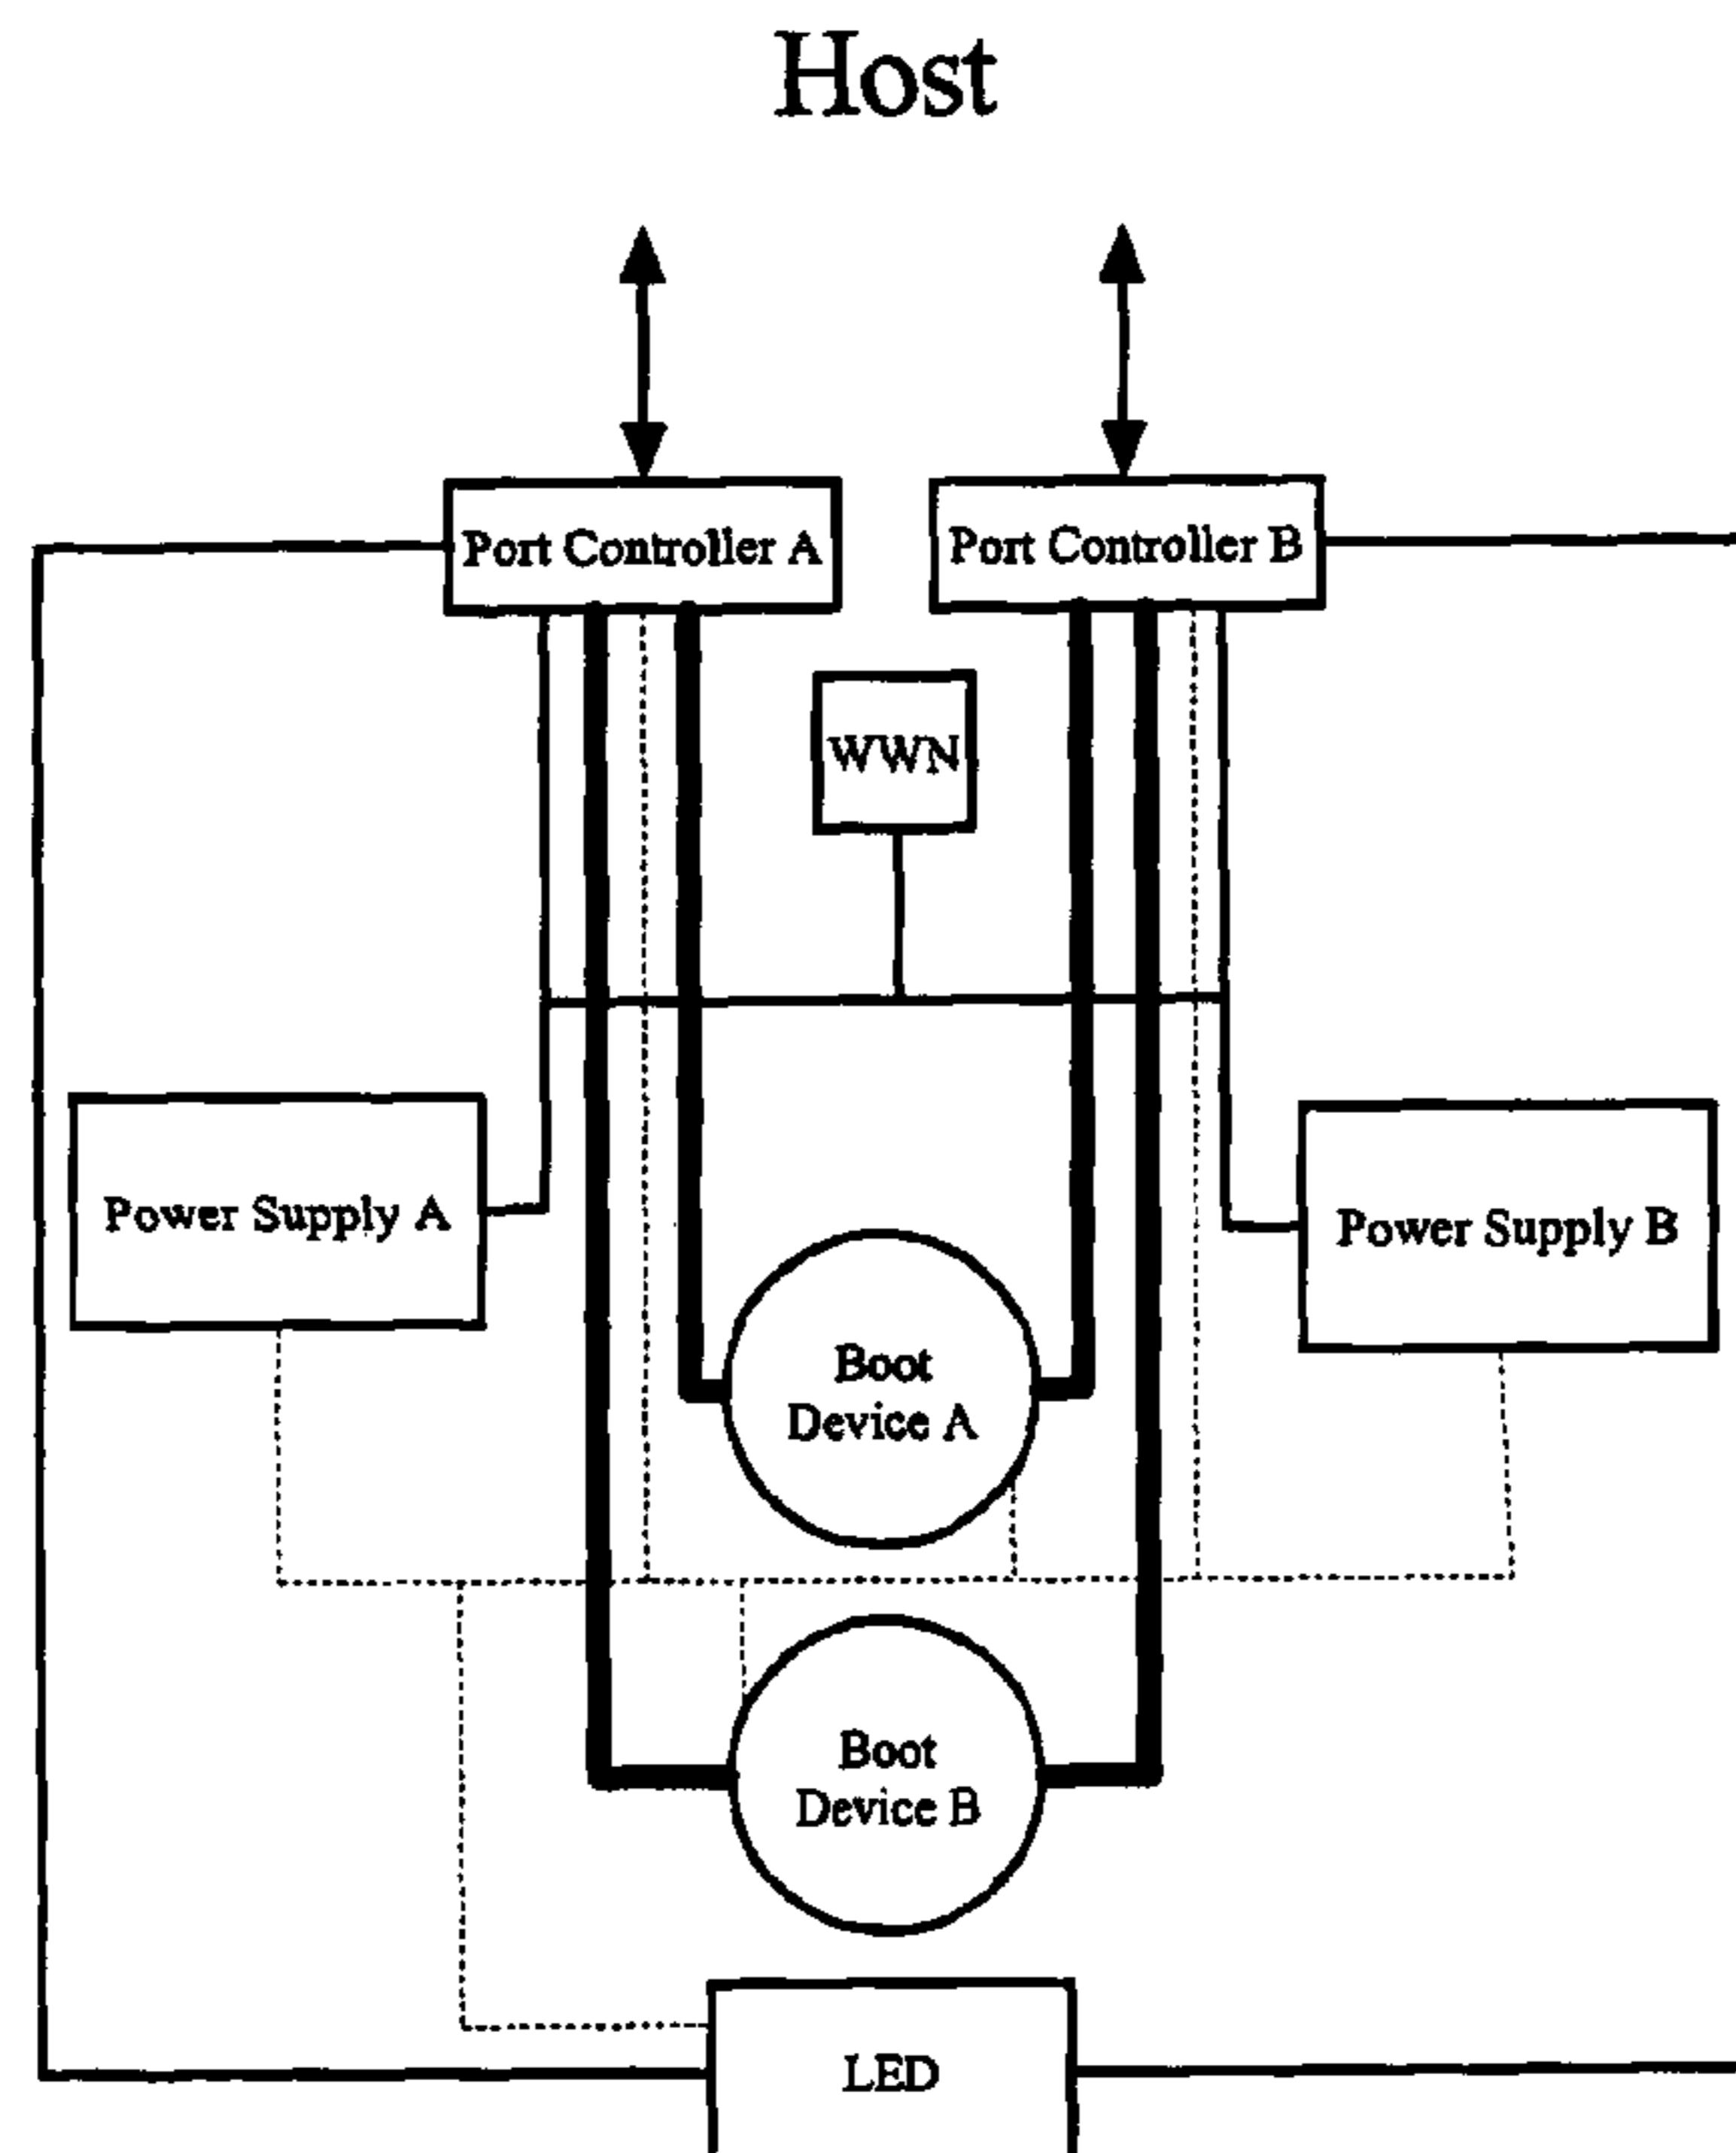 Host
Port Controller A
Port Controller B
WWN
Power Supply A
Power Supply B
Boot
Device A
Boot
Device B
LED